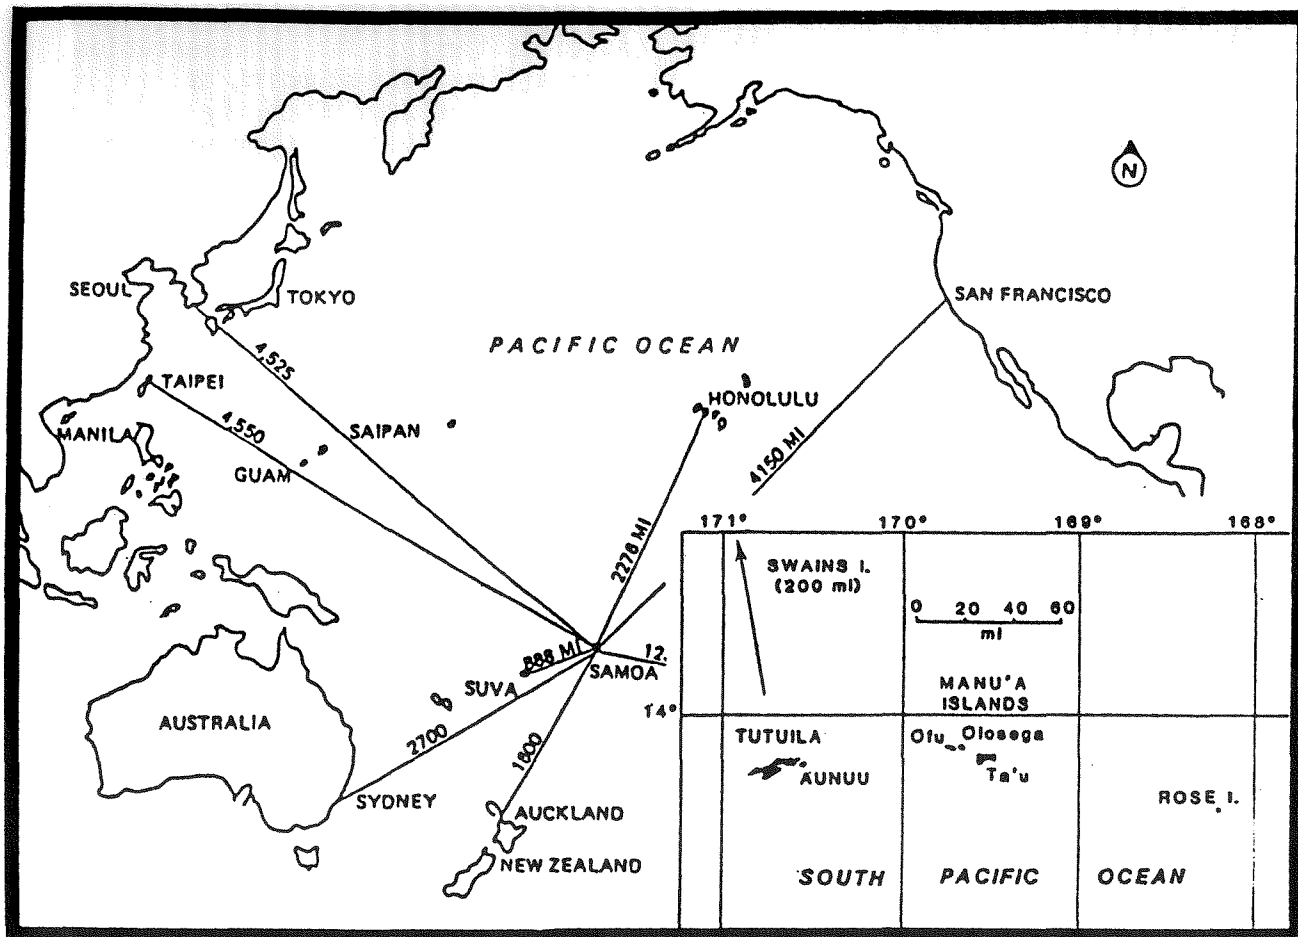 N
SEOUL
TOKYO
SAN FRANCISCO
PACIFIC OCEAN
4,525
TAIPEI
HONOLULU
4,550
SAIPAN
MANILA
GUAM
4150 MI
2276 MI
171° 170° 169° 168°
SWAINS I.
(200 mi)
0 20 40 60
mi
888 MI
12.
SAMOA
MANU'A
ISLANDS
SUVA
14°
AUSTRALIA
2700
1600
TUTUILA
Ofu Olosega
AUNUU
Ta'u
SYDNEY
ROSE I.
AUCKLAND
NEW ZEALAND
SOUTH PACIFIC OCEAN